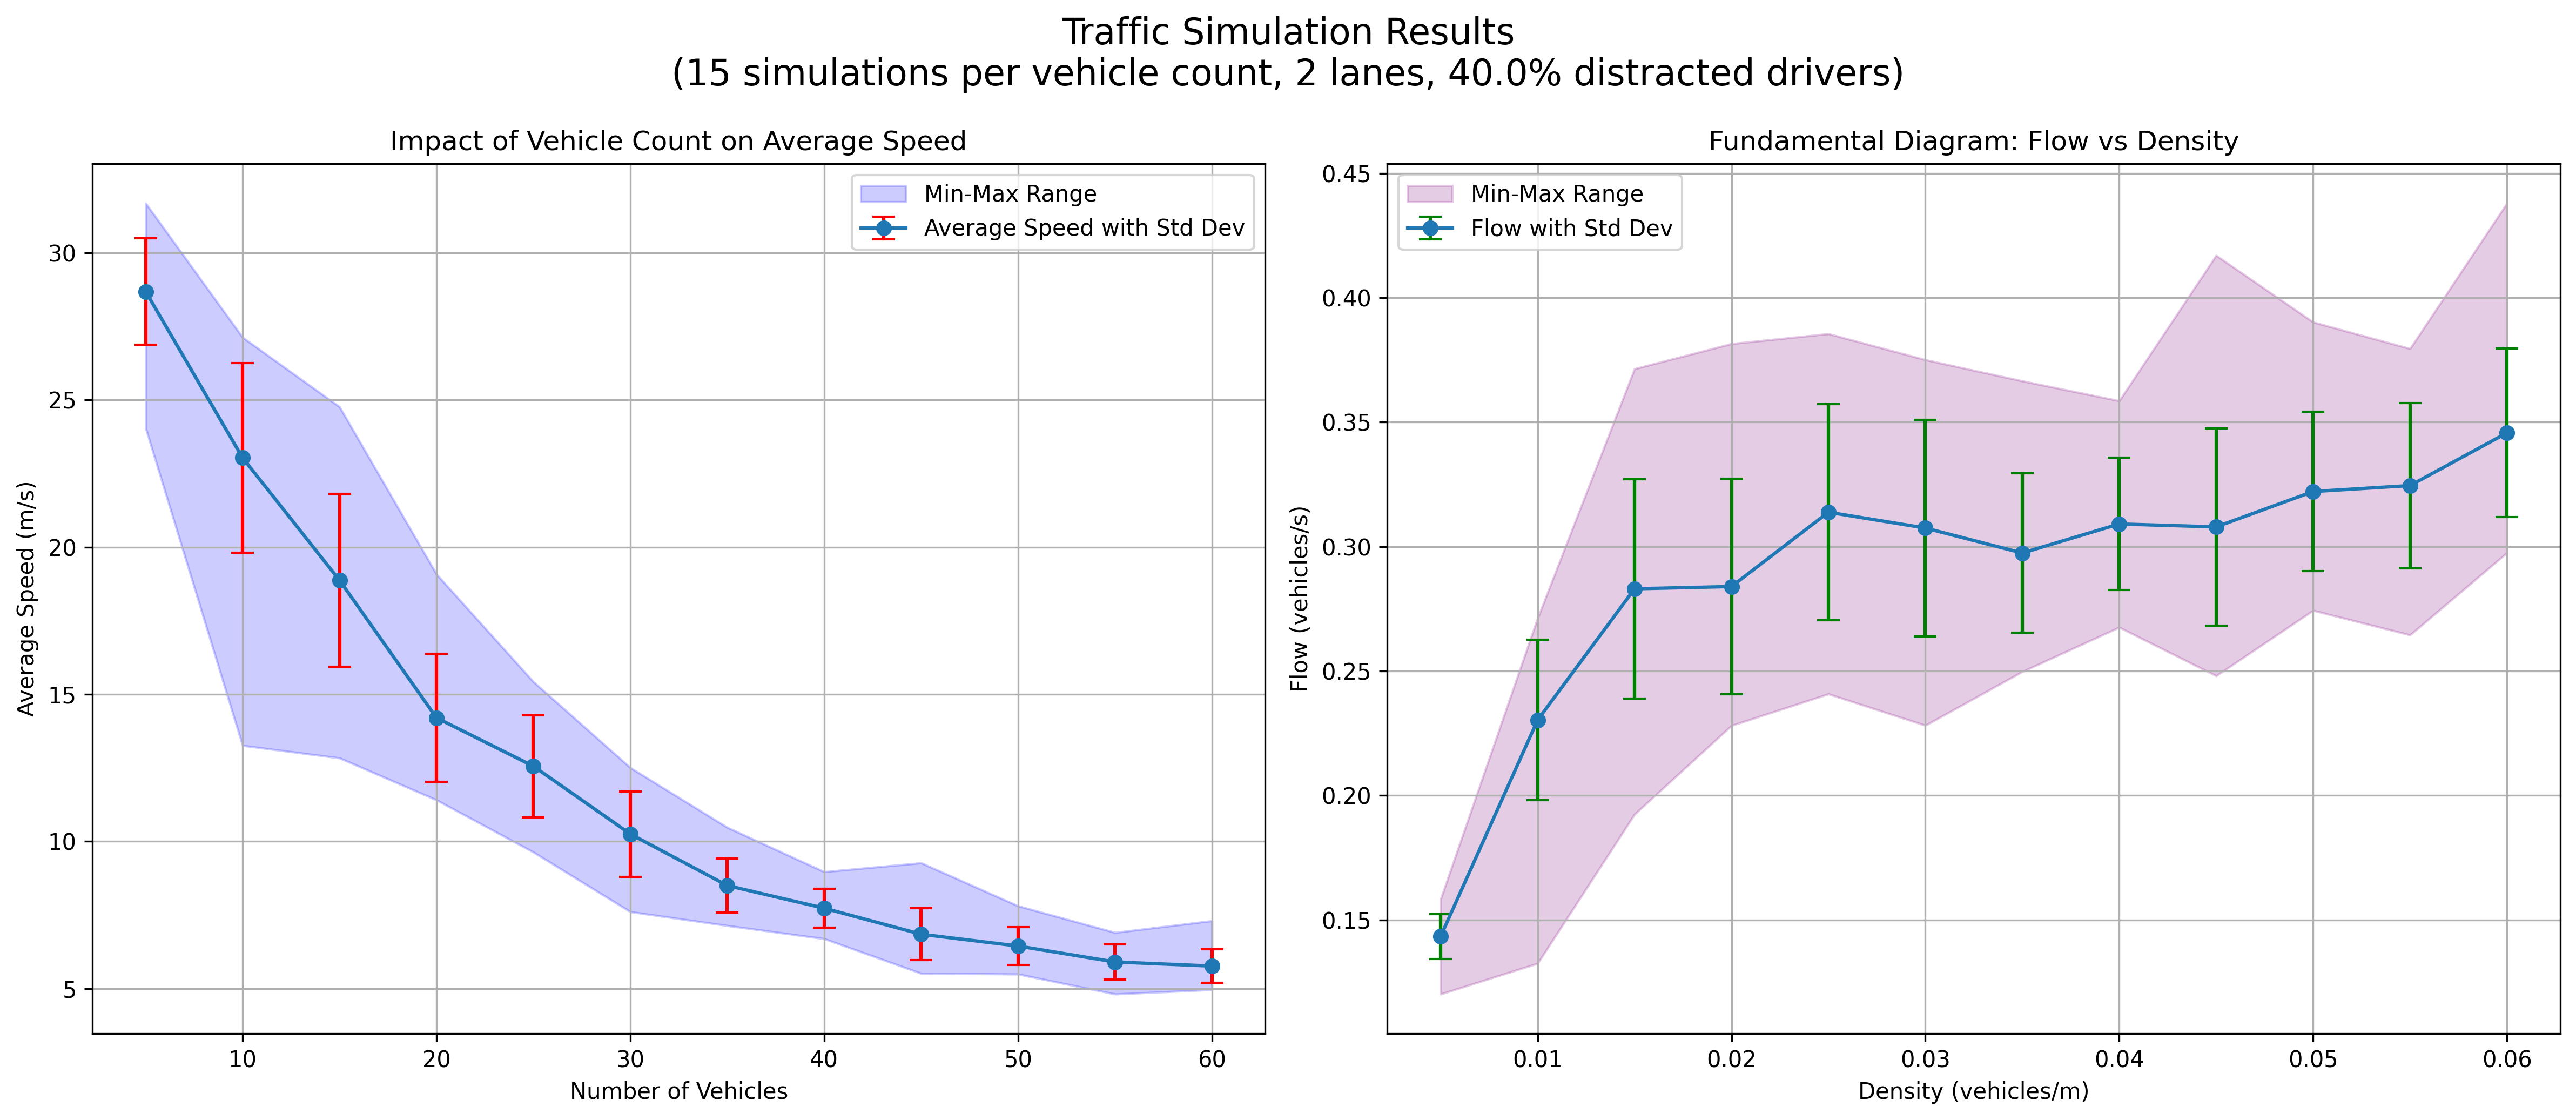 Traffic Simulation Results
(15 simulations per vehicle count, 2 lanes, 40.0% distracted drivers)
Impact of Vehicle Count on Average Speed
Min-Max Range
Average Speed with Std Dev
30
25
20
15
10
5
Average Speed (m/s)
10
20
30
40
50
60
Number of Vehicles
Fundamental Diagram: Flow vs Density
Min-Max Range
Flow with Std Dev
0.45
0.40
0.35
0.30
0.25
0.20
0.15
Flow (vehicles/s)
0.01
0.02
0.03
0.04
0.05
0.06
Density (vehicles/m)